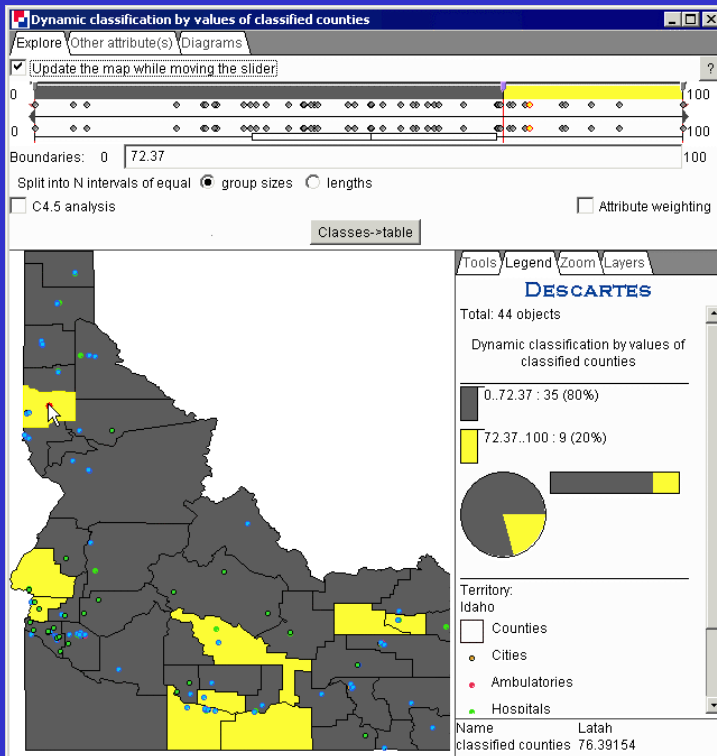 Dynamic classification by values of classified counties
Explore Other attribute(s) Diagrams
Update the map while moving the slider ?
0 100
0 100
Boundaries: 0 72.37 100
Split into N intervals of equal group sizes lengths
C4.5 analysis Attribute weighting
Classes->table
Tools Legend Zoom Layers
DESCARTES
Total: 44 objects
Dynamic classification by values of
classified counties
0..72.37 : 35 (80%)
72.37..100 : 9 (20%)
Territory:
Idaho
Counties
Cities
Ambulatories
Hospitals
Name Latah
classified counties 76.39154